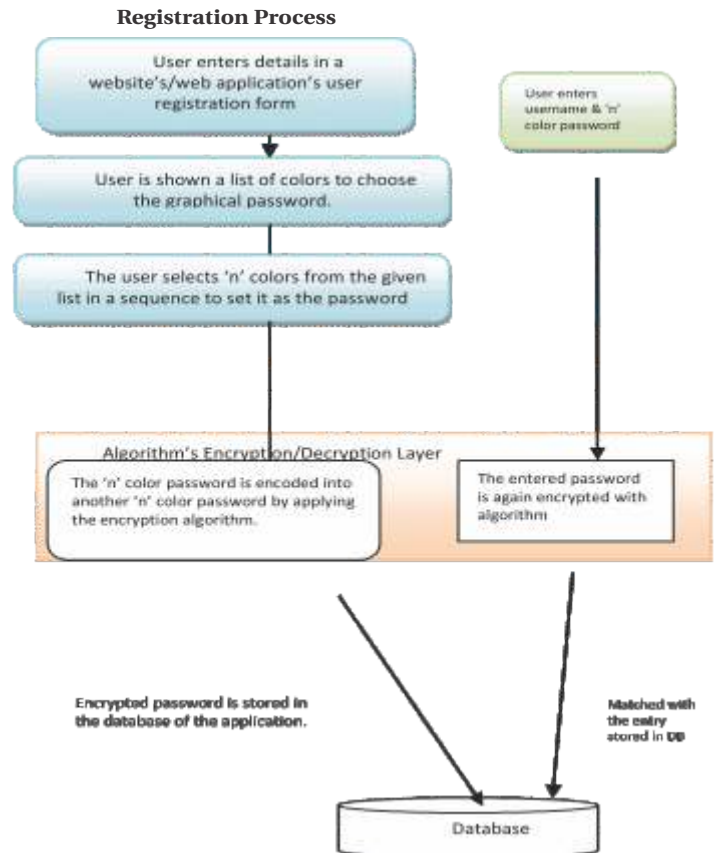 Registration Process
User enters details in a
website's/web application's user
registration form
User enters
username & 'n'
color password
User is shown a list of colors to choose
the graphical password.
The user selects 'n' colors from the given
list in a sequence to set it as the password
Algorithm's Encryption/Decryption Layer
The 'n' color password is encoded into
another 'n' color password by applying
the encryption algorithm.
The entered password
is again encrypted with
algorithm
Encrypted password is stored in
the database of the application.
Matched with
the entry
stored in DB
Database